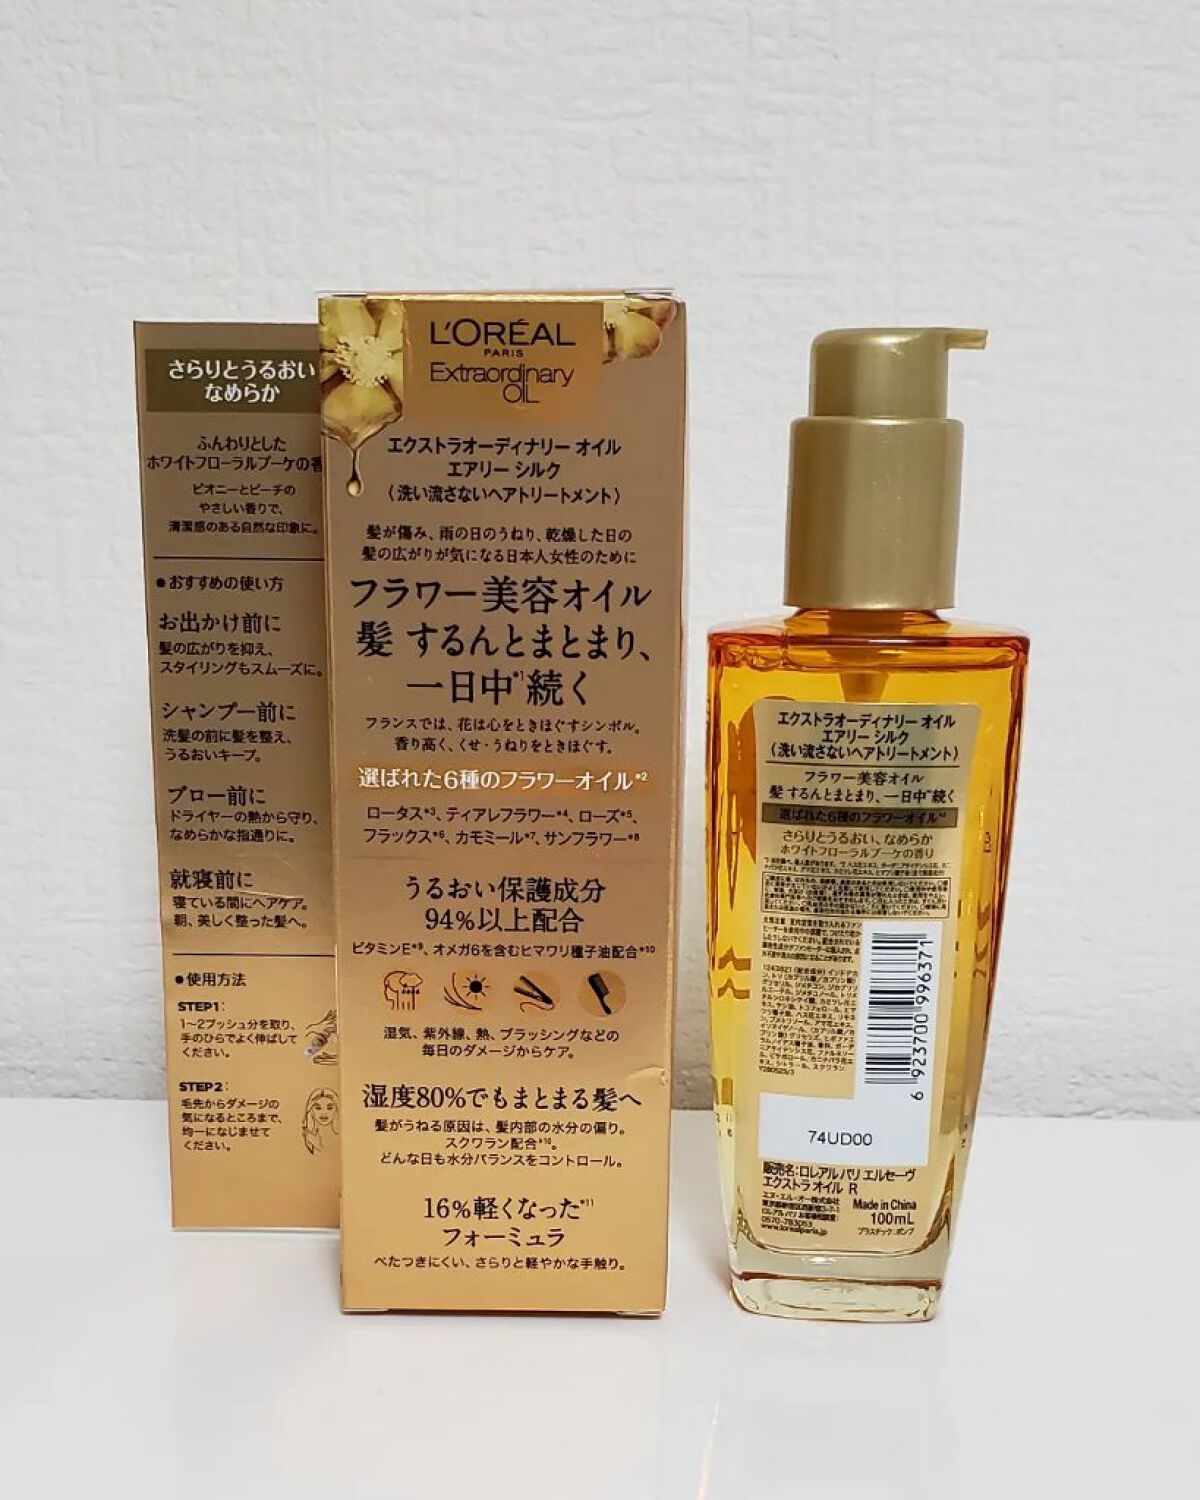 さらりとうるおい
なめらか
ふんわりとした
ホワイトフローラルブーケの香
ピオニーとピーチの
やさしい香りで、
清潔感のある自然な印象に。
●おすすめの使い方
お出かけ前に
髪の広がりを抑え、
スタイリングもスムーズに。
シャンプー前に
洗髪の前に髪を整え、
うるおいキープ。
ブロー前に
ドライヤーの熱から守り、
なめらかな指通りに。
就寝前に
寝ている間にヘアケア。
朝、美しく整った髪へ。
●使用方法
STEP1:
1〜2プッシュ分を取り、
手のひらでよく伸ばして
ください。
STEP2:
毛先からダメージの
気になるところまで、
均一になじませて
ください。
L'ORÉAL
PARIS
Extraordinary
OIL
エクストラオーディナリー オイル
エアリー シルク
〈洗い流さないヘアトリートメント〉
髪が傷み、雨の日のうねり、乾燥した日の
髪の広がりが気になる日本人女性のために
フラワー美容オイル
髪 するんとまとまり、
一日中*1続く
フランスでは、花は心をときほぐすシンボル。
香り高く、くせ・うねりをときほぐす。
選ばれた6種のフラワーオイル*2
ロータス*3、ティアレフラワー*4、ローズ*5、
フラックス*6、カモミール*7、サンフラワー*8
うるおい保護成分
94%以上配合
ビタミンE*9、オメガ6を含むヒマワリ種子油配合*10
湿気、紫外線、熱、ブラッシングなどの
毎日のダメージからケア。
湿度80%でもまとまる髪へ
髪がうねる原因は、髪内部の水分の偏り。
スクワラン配合*10。
どんな日も水分バランスをコントロール。
16%軽くなった*11
フォーミュラ
べたつきにくい、さらりと軽やかな手触り。
エクストラオーディナリー オイル
エアリー シルク
〈洗い流さないヘアトリートメント〉
フラワー美容オイル
髪 するんとまとまり、一日中*1続く
選ばれた6種のフラワーオイル*2
さらりとうるおい、なめらか
ホワイトフローラルブーケの香り
6 923700 996371
74UD00
販売名:ロレアル パリ エルセーヴ
エクストラ オイル R
Made in China
100mL
0570-783053
www.lorealparis.jp
プラスチック:ポンプ